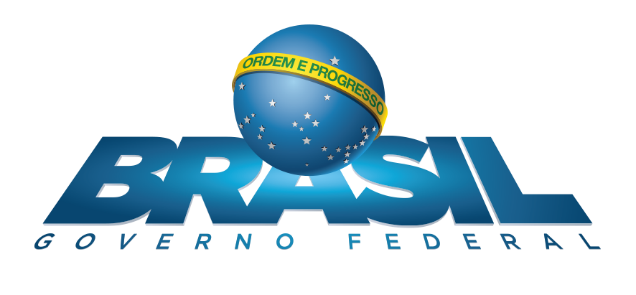 ORDEM E PROGRESSO
BRASIL
GOVERNO FEDERAL